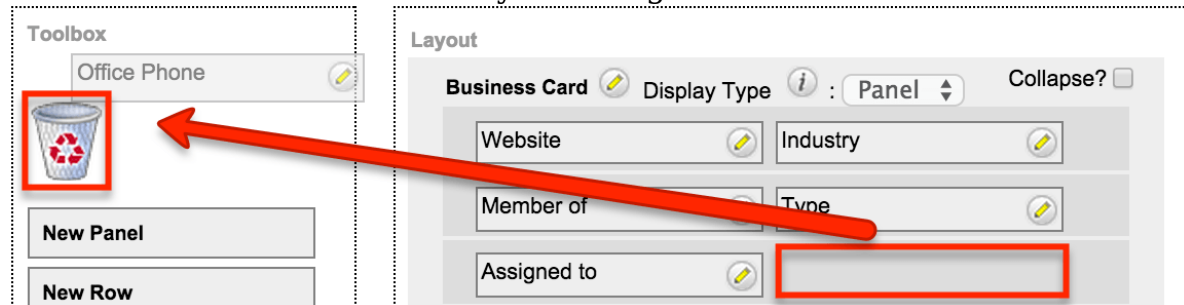 Toolbox
Office Phone
New Panel
New Row
Layout
Business Card Display Type i : Panel Collapse?
Website Industry
Member of Type
Assigned to